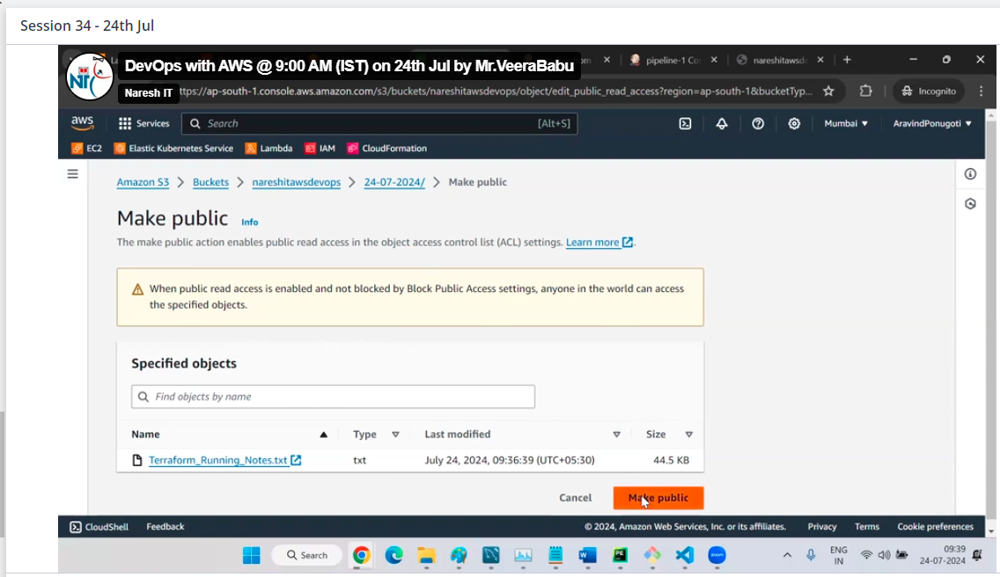 Session 34 - 24th Jul
DevOps with AWS @ 9:00 AM (IST) on 24th Jul by Mr.VeeraBabu
pipeline-1
nareshitawsd
NIT
Naresh IT
ttps://ap-south-1.console.aws.amazon.com/s3/buckets/nareshitawsdevops/object/edit_public_read_access?region=ap-south-1&bucketTyp...
Incognito
aws
Services
Search
[Alt+S]
Mumbai
AravindPonugoti
EC2
Elastic Kubernetes Service
Lambda
IAM
CloudFormation
Amazon S3 > Buckets > nareshitawsdevops > 24-07-2024/ > Make public
Make public Info
The make public action enables public read access in the object access control list (ACL) settings. Learn more.
When public read access is enabled and not blocked by Block Public Access settings, anyone in the world can access
the specified objects.
Specified objects
Find objects by name
Name Type Last modified Size
Terraform_Running_Notes.txt txt July 24, 2024, 09:36:39 (UTC+05:30) 44.5 KB
Cancel Make public
CloudShell Feedback © 2024, Amazon Web Services, Inc. or its affiliates. Privacy Terms Cookie preferences
Search
ENG
IN
09:39
24-07-2024